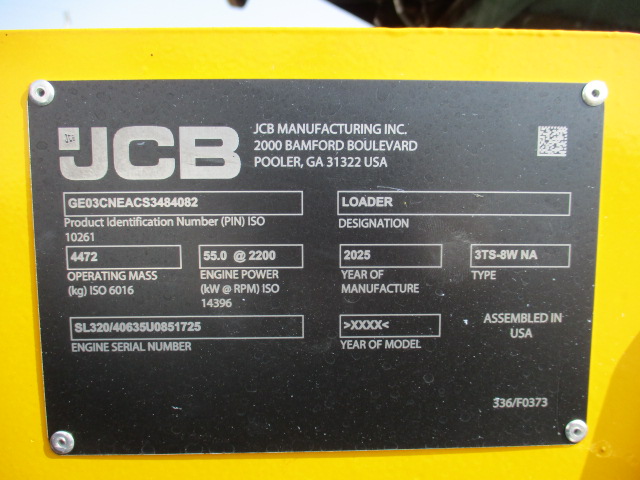 JCB
JCB MANUFACTURING INC.
2000 BAMFORD BOULEVARD
POOLER, GA 31322 USA
GE03CNEACS3484082
Product Identification Number (PIN) ISO
10261
LOADER
DESIGNATION
4472
OPERATING MASS
(kg) ISO 6016
55.0 @ 2200
ENGINE POWER
(kW @ RPM) ISO
14396
2025
YEAR OF
MANUFACTURE
3TS-8W NA
TYPE
SL320/40635U0851725
ENGINE SERIAL NUMBER
>XXXX<
YEAR OF MODEL
ASSEMBLED IN
USA
336/F0373